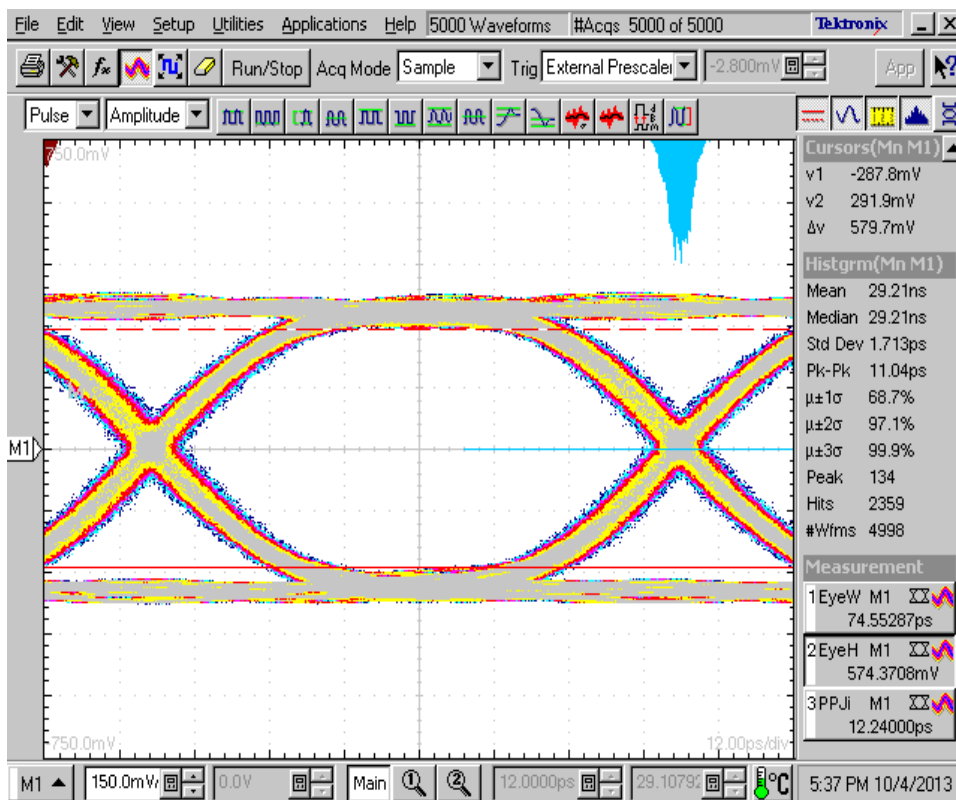 File Edit View Setup Utilities Applications Help 5000 Waveforms #Acqs 5000 of 5000 Tektronix
Run/Stop Acq Mode Sample Trig External Prescaler -2.800mV App
Pulse Amplitude
750.0mV
Cursors(Mn M1)
v1 -287.8mV
v2 291.9mV
Δv 579.7mV
Histgrm(Mn M1)
Mean 29.21ns
Median 29.21ns
Std Dev 1.713ps
Pk-Pk 11.04ps
μ±1σ 68.7%
μ±2σ 97.1%
μ±3σ 99.9%
Peak 134
Hits 2359
#Wfms 4998
M1
Measurement
1 EyeW M1
74.55287ps
2 EyeH M1
574.3708mV
3 PPJi M1
12.24000ps
-750.0mV 12.00ps/div
M1 150.0mV/ 0.0V Main 1 2 12.0000ps 29.10792 °C 5:37 PM 10/4/2013